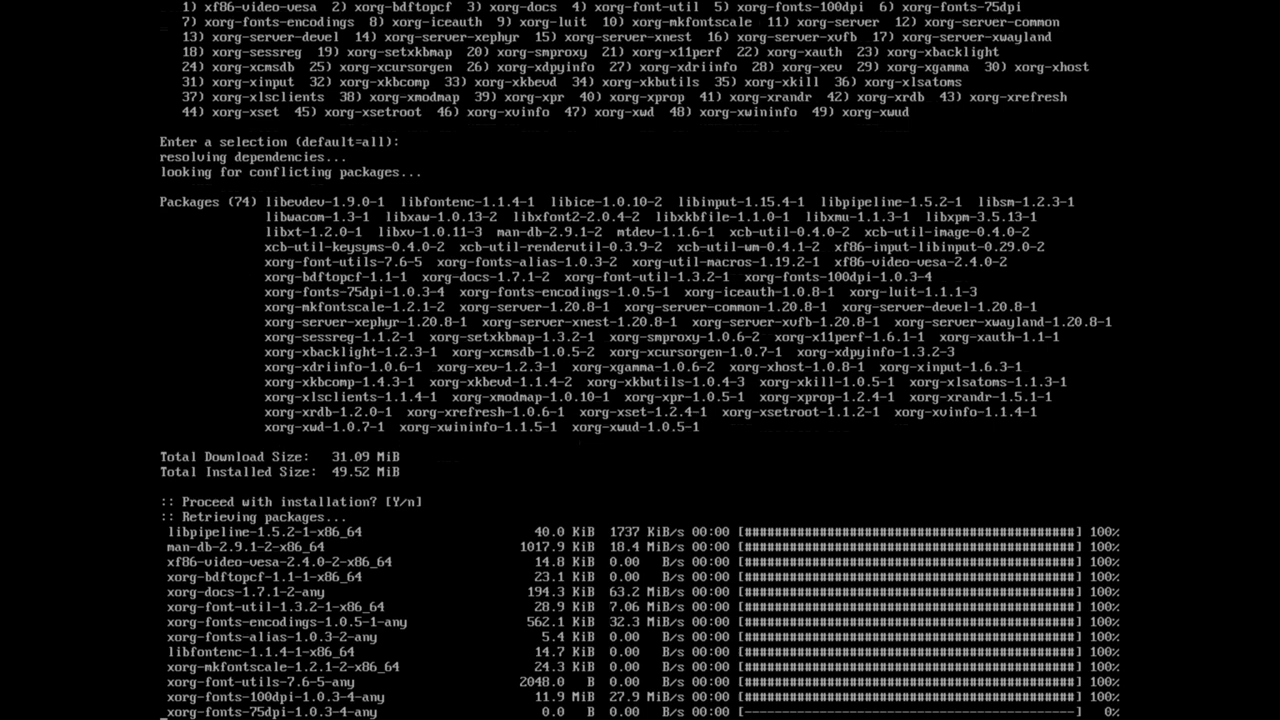 1) xf86-video-vesa  2) xorg-bdftopcf  3) xorg-docs  4) xorg-font-util  5) xorg-fonts-100dpi  6) xorg-fonts-75dpi
7) xorg-fonts-encodings  8) xorg-iceauth  9) xorg-luit  10) xorg-mkfontscale  11) xorg-server  12) xorg-server-common
13) xorg-server-devel  14) xorg-server-xephyr  15) xorg-server-xnest  16) xorg-server-xvfb  17) xorg-server-xwayland
18) xorg-sessreg  19) xorg-setxkbmap  20) xorg-smproxy  21) xorg-x11perf  22) xorg-xauth  23) xorg-xbacklight
24) xorg-xcmsdb  25) xorg-xcursorgen  26) xorg-xdpyinfo  27) xorg-xdriinfo  28) xorg-xev  29) xorg-xgamma  30) xorg-xhost
31) xorg-xinput  32) xorg-xkbcomp  33) xorg-xkbevd  34) xorg-xkbutils  35) xorg-xkill  36) xorg-xlsatoms
37) xorg-xlsclients  38) xorg-xmodmap  39) xorg-xpr  40) xorg-xprop  41) xorg-xrandr  42) xorg-xrdb  43) xorg-xrefresh
44) xorg-xset  45) xorg-xsetroot  46) xorg-xvinfo  47) xorg-xwd  48) xorg-xwininfo  49) xorg-xwud
Enter a selection (default=all):
resolving dependencies...
looking for conflicting packages...
Packages (74) libevdev-1.9.0-1  libfontenc-1.1.4-1  libice-1.0.10-2  libinput-1.15.4-1  libpipeline-1.5.2-1  libsm-1.2.3-1
libwacom-1.3-1  libxaw-1.0.13-2  libxfont2-2.0.4-2  libxkbfile-1.1.0-1  libxmu-1.1.3-1  libxpm-3.5.13-1
libxt-1.2.0-1  libxv-1.0.11-3  man-db-2.9.1-2  mtdev-1.1.6-1  xcb-util-0.4.0-2  xcb-util-image-0.4.0-2
xcb-util-keysyms-0.4.0-2  xcb-util-renderutil-0.3.9-2  xcb-util-wm-0.4.1-2  xf86-input-libinput-0.29.0-2
xorg-font-utils-7.6-5  xorg-fonts-alias-1.0.3-2  xorg-util-macros-1.19.2-1  xf86-video-vesa-2.4.0-2
xorg-bdftopcf-1.1-1  xorg-docs-1.7.1-2  xorg-font-util-1.3.2-1  xorg-fonts-100dpi-1.0.3-4
xorg-fonts-75dpi-1.0.3-4  xorg-fonts-encodings-1.0.5-1  xorg-iceauth-1.0.8-1  xorg-luit-1.1.1-3
xorg-mkfontscale-1.2.1-2  xorg-server-1.20.8-1  xorg-server-common-1.20.8-1  xorg-server-devel-1.20.8-1
xorg-server-xephyr-1.20.8-1  xorg-server-xnest-1.20.8-1  xorg-server-xvfb-1.20.8-1  xorg-server-xwayland-1.20.8-1
xorg-sessreg-1.1.2-1  xorg-setxkbmap-1.3.2-1  xorg-smproxy-1.0.6-2  xorg-x11perf-1.6.1-1  xorg-xauth-1.1-1
xorg-xbacklight-1.2.3-1  xorg-xcmsdb-1.0.5-2  xorg-xcursorgen-1.0.7-1  xorg-xdpyinfo-1.3.2-3
xorg-xdriinfo-1.0.6-1  xorg-xev-1.2.3-1  xorg-xgamma-1.0.6-2  xorg-xhost-1.0.8-1  xorg-xinput-1.6.3-1
xorg-xkbcomp-1.4.3-1  xorg-xkbevd-1.1.4-2  xorg-xkbutils-1.0.4-3  xorg-xkill-1.0.5-1  xorg-xlsatoms-1.1.3-1
xorg-xlsclients-1.1.4-1  xorg-xmodmap-1.0.10-1  xorg-xpr-1.0.5-1  xorg-xprop-1.2.4-1  xorg-xrandr-1.5.1-1
xorg-xrdb-1.2.0-1  xorg-xrefresh-1.0.6-1  xorg-xset-1.2.4-1  xorg-xsetroot-1.1.2-1  xorg-xvinfo-1.1.4-1
xorg-xwd-1.0.7-1  xorg-xwininfo-1.1.5-1  xorg-xwud-1.0.5-1
Total Download Size:   31.09 MiB
Total Installed Size:  49.52 MiB
:: Proceed with installation? [Y/n]
:: Retrieving packages...
libpipeline-1.5.2-1-x86_64  40.0 KiB  1737 KiB/s 00:00 [############################################] 100%
man-db-2.9.1-2-x86_64  1017.9 KiB  18.4 MiB/s 00:00 [############################################] 100%
xf86-video-vesa-2.4.0-2-x86_64  14.8 KiB  0.00   B/s 00:00 [############################################] 100%
xorg-bdftopcf-1.1-1-x86_64  23.1 KiB  0.00   B/s 00:00 [############################################] 100%
xorg-docs-1.7.1-2-any  194.3 KiB  63.2 MiB/s 00:00 [############################################] 100%
xorg-font-util-1.3.2-1-x86_64  28.9 KiB  7.06 MiB/s 00:00 [############################################] 100%
xorg-fonts-encodings-1.0.5-1-any  562.1 KiB  32.3 MiB/s 00:00 [############################################] 100%
xorg-fonts-alias-1.0.3-2-any  5.4 KiB  0.00   B/s 00:00 [############################################] 100%
libfontenc-1.1.4-1-x86_64  14.7 KiB  0.00   B/s 00:00 [############################################] 100%
xorg-mkfontscale-1.2.1-2-x86_64  24.3 KiB  0.00   B/s 00:00 [############################################] 100%
xorg-font-utils-7.6-5-any  2048.0   B  0.00   B/s 00:00 [############################################] 100%
xorg-fonts-100dpi-1.0.3-4-any  11.9 MiB  27.9 MiB/s 00:00 [############################################] 100%
xorg-fonts-75dpi-1.0.3-4-any  0.0   B  0.00   B/s 00:00 [--------------------------------------------]   0%